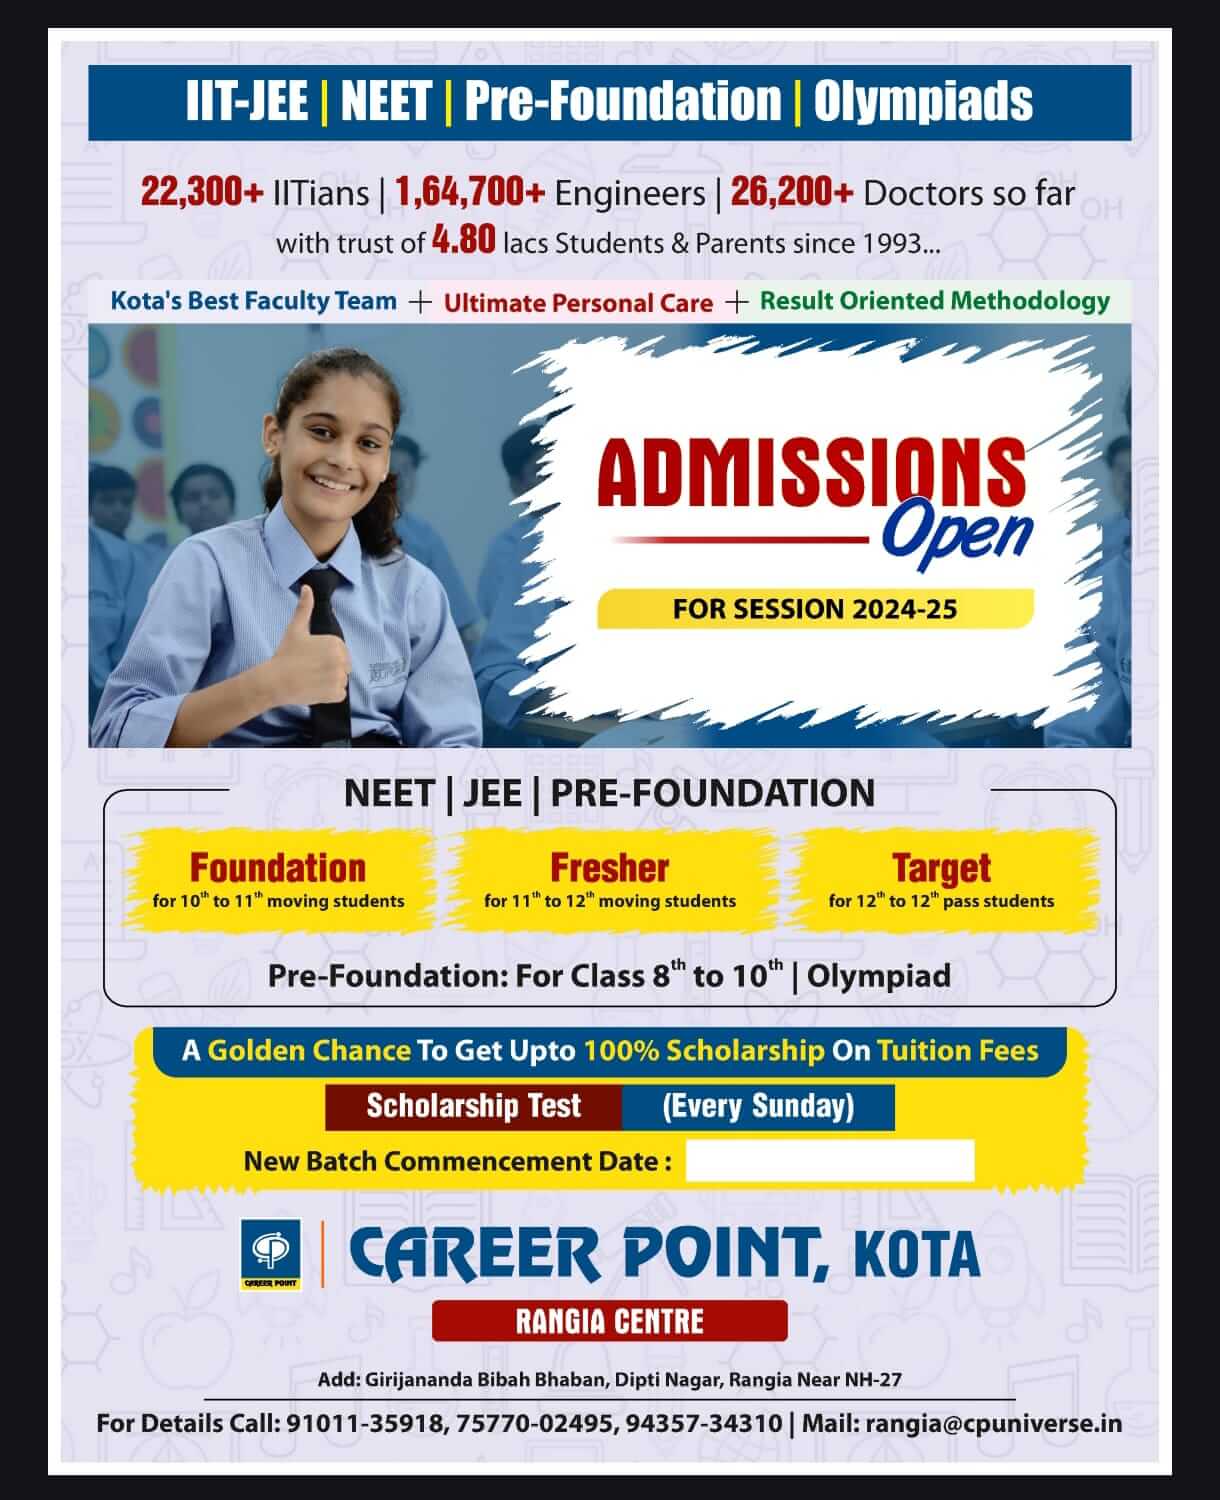 IIT-JEE | NEET | Pre-Foundation | Olympiads
22,300+ IITians | 1,64,700+ Engineers | 26,200+ Doctors so far
with trust of 4.80 lacs Students & Parents since 1993...
Kota's Best Faculty Team + Ultimate Personal Care + Result Oriented Methodology
ADMISSIONS
Open
FOR SESSION 2024-25
NEET | JEE | PRE-FOUNDATION
Foundation
for 10th to 11th moving students
Fresher
for 11th to 12th moving students
Target
for 12th to 12th pass students
Pre-Foundation: For Class 8th to 10th | Olympiad
A Golden Chance To Get Upto 100% Scholarship On Tuition Fees
Scholarship Test (Every Sunday)
New Batch Commencement Date :
CAREER POINT
CAREER POINT, KOTA
RANGIA CENTRE
Add: Girijananda Bibah Bhaban, Dipti Nagar, Rangia Near NH-27
For Details Call: 91011-35918, 75770-02495, 94357-34310 | Mail: rangia@cpuniverse.in